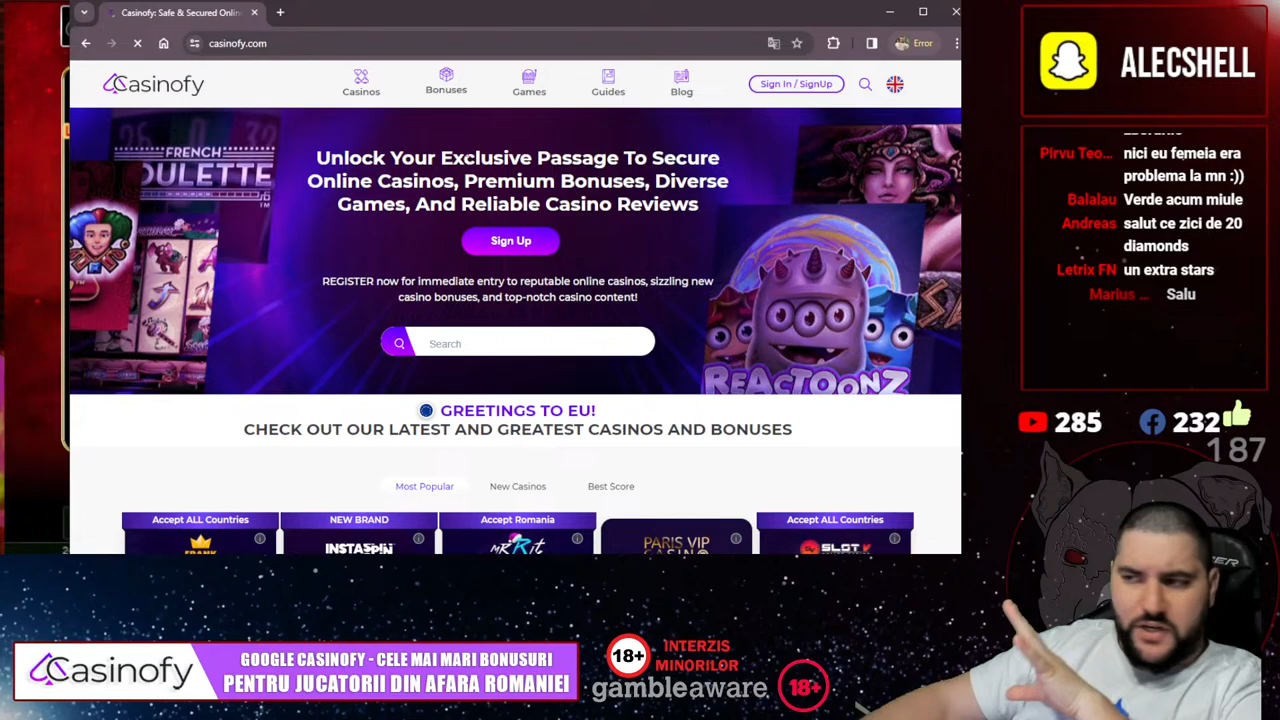 Casinofy: Safe & Secured Onlin
casinofy.com
Error
Casinofy
Casinos
Bonuses
Games
Guides
Blog
Sign In / SignUp
FRENCH
ROULETTE
Unlock Your Exclusive Passage To Secure
Online Casinos, Premium Bonuses, Diverse
Games, And Reliable Casino Reviews
Sign Up
REGISTER now for immediate entry to reputable online casinos, sizzling new
casino bonuses, and top-notch casino content!
Search
REACTOONZ
GREETINGS TO EU!
CHECK OUT OUR LATEST AND GREATEST CASINOS AND BONUSES
Most Popular
New Casinos
Best Score
Accept ALL Countries
NEW BRAND
Accept Romania
Accept ALL Countries
FRANK
INSTASPIN
MR Bit
PARIS VIP
CASINO
SLOT V
ALECSHELL
Pirvu Teo... nici eu femeia era
problema la mn :))
Balalau Verde acum miule
Andreas salut ce zici de 20
diamonds
Letrix FN un extra stars
Marius ... Salu
285
232
187
Casinofy
GOOGLE CASINOFY - CELE MAI MARI BONUSURI
PENTRU JUCATORII DIN AFARA ROMANIEI
18+
INTERZIS
MINORILOR
gambleaware
18+